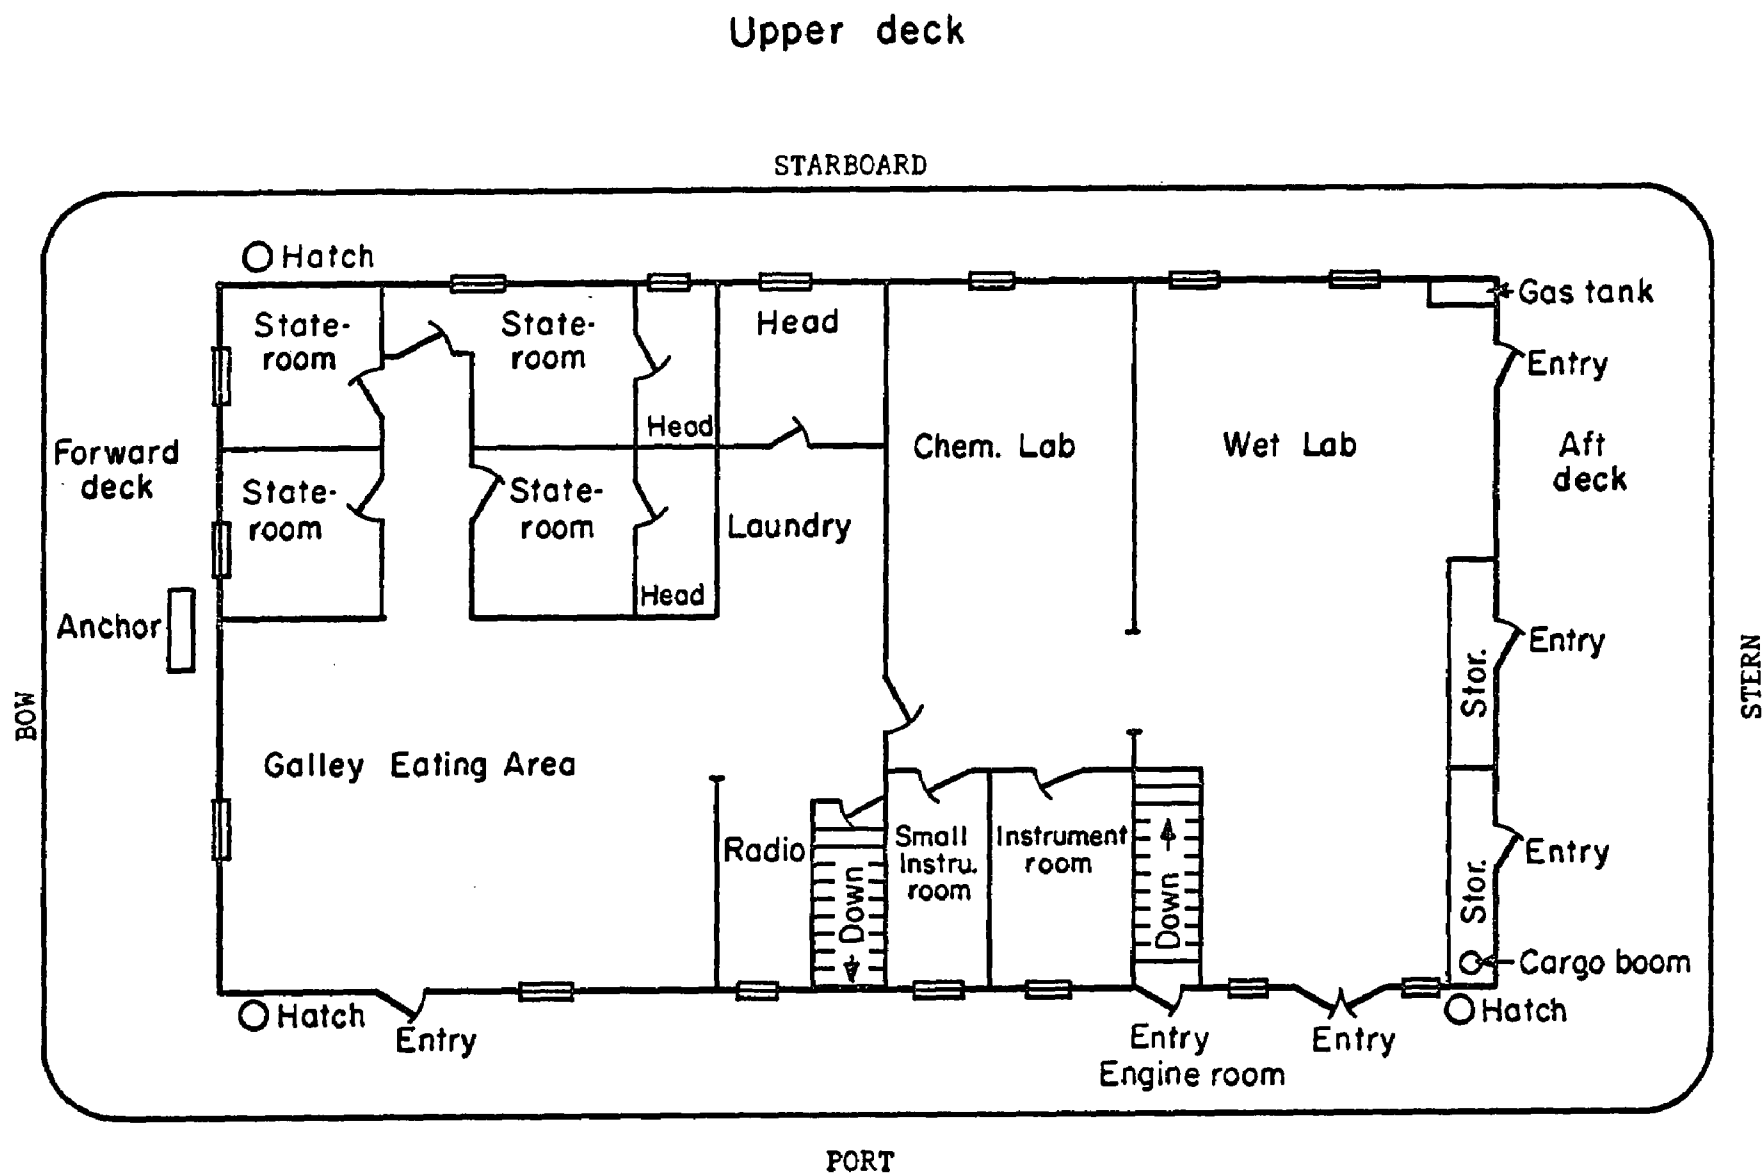 Upper deck
STARBOARD
Hatch
Gas tank
State-
room
State-
room
Head
Entry
Head
Forward
deck
Chem. Lab
Wet Lab
Aft
deck
State-
room
State-
room
Laundry
Head
Anchor
Entry
Stor.
BOW
STERN
Galley Eating Area
Radio
Small
Instru.
room
Instrument
room
Down
Down
Entry
Stor.
Cargo boom
Hatch
Entry
Entry
Engine room
Entry
Hatch
PORT